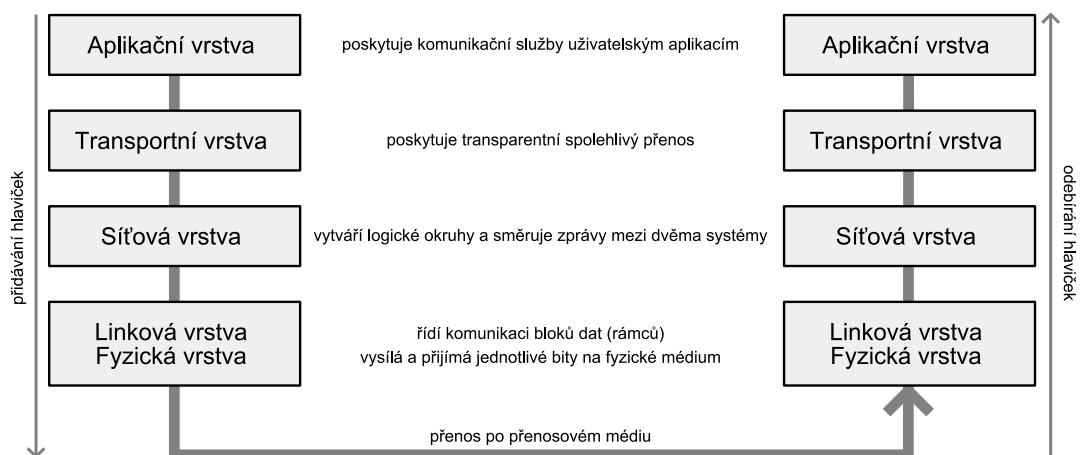 Aplikační vrstva
poskytuje komunikační služby uživatelským aplikacím
Aplikační vrstva
Transportní vrstva
poskytuje transparentní spolehlivý přenos
Transportní vrstva
přidávání hlaviček
odebírání hlaviček
Síťová vrstva
vytváří logické okruhy a směruje zprávy mezi dvěma systémy
Síťová vrstva
Linková vrstva
Fyzická vrstva
řídí komunikaci bloků dat (rámců)
vysílá a přijímá jednotlivé bity na fyzické médium
Linková vrstva
Fyzická vrstva
přenos po přenosovém médiu